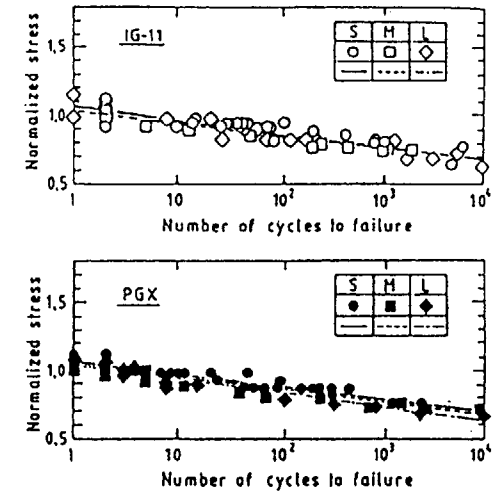 Normalized stress
1,5
1,0
0,5
IG-11
S M L
1 10 10² 10³ 10⁴
Number of cycles to failure
Normalized stress
1,5
1,0
0,5
PGX
S M L
1 10 10² 10³ 10⁴
Number of cycles to failure